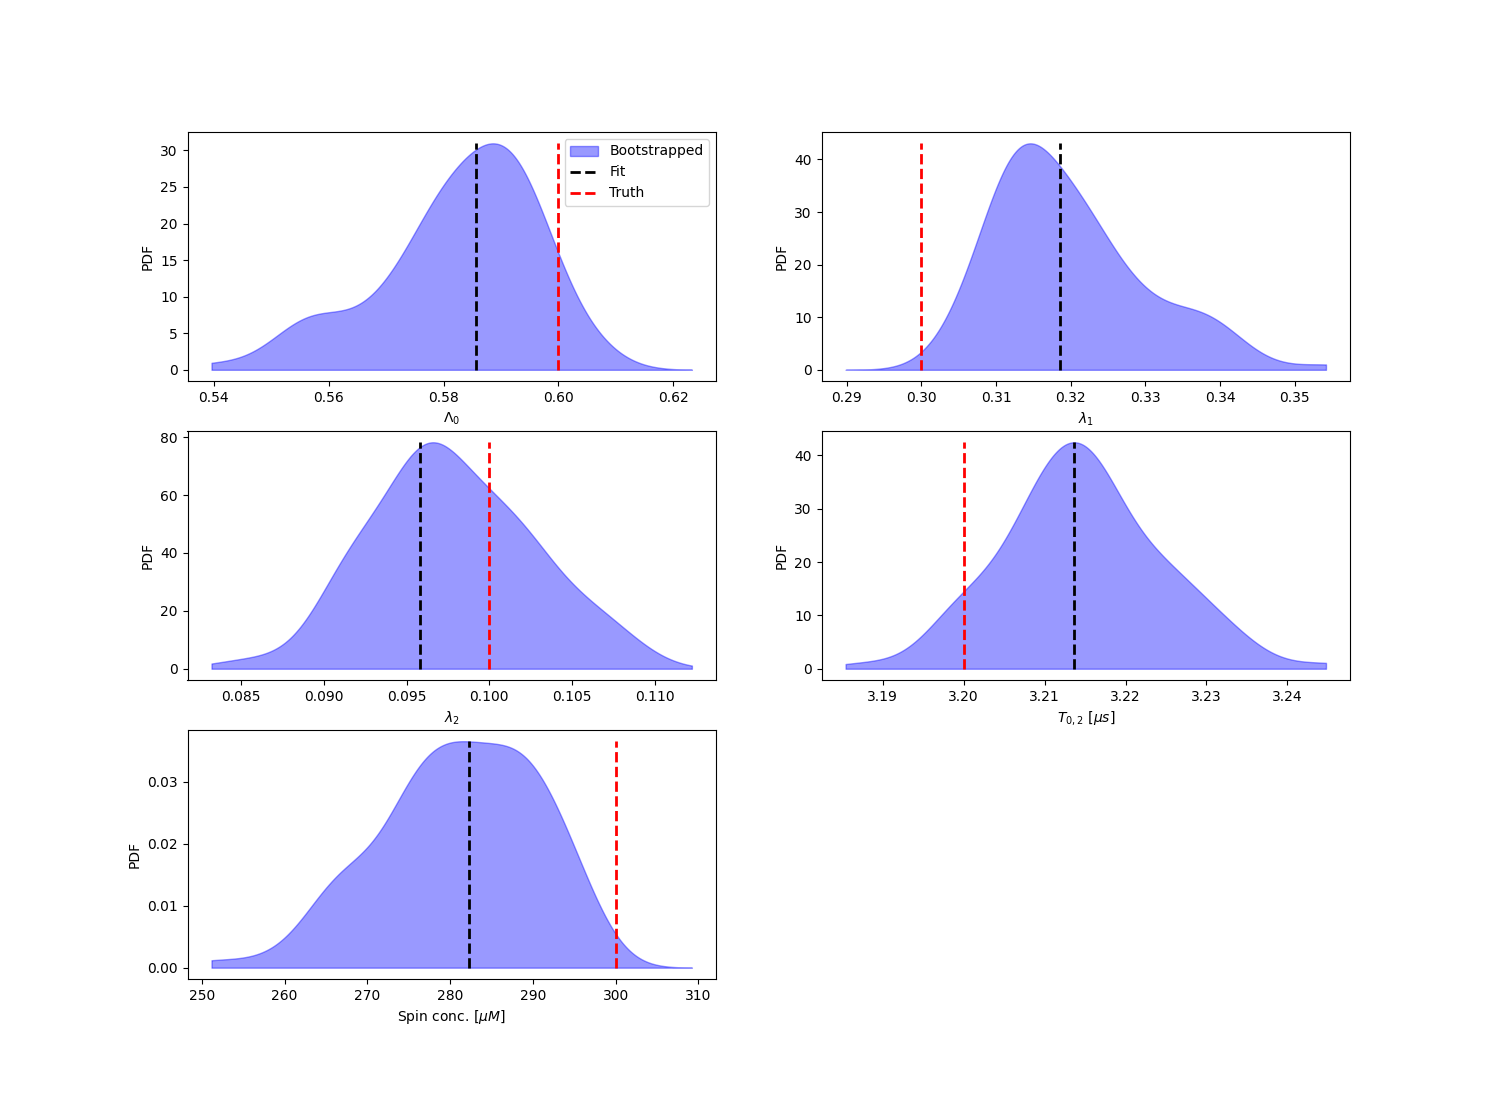 30
25
20
15
10
5
0
PDF
Bootstrapped
Fit
Truth
0.54 0.56 0.58 0.60 0.62
Λ0
40
30
20
10
0
PDF
0.29 0.30 0.31 0.32 0.33 0.34 0.35
λ1
80
60
40
20
0
PDF
0.085 0.090 0.095 0.100 0.105 0.110
λ2
40
30
20
10
0
PDF
3.19 3.20 3.21 3.22 3.23 3.24
T0,2 [μs]
0.03
0.02
0.01
0.00
PDF
250 260 270 280 290 300 310
Spin conc. [μM]